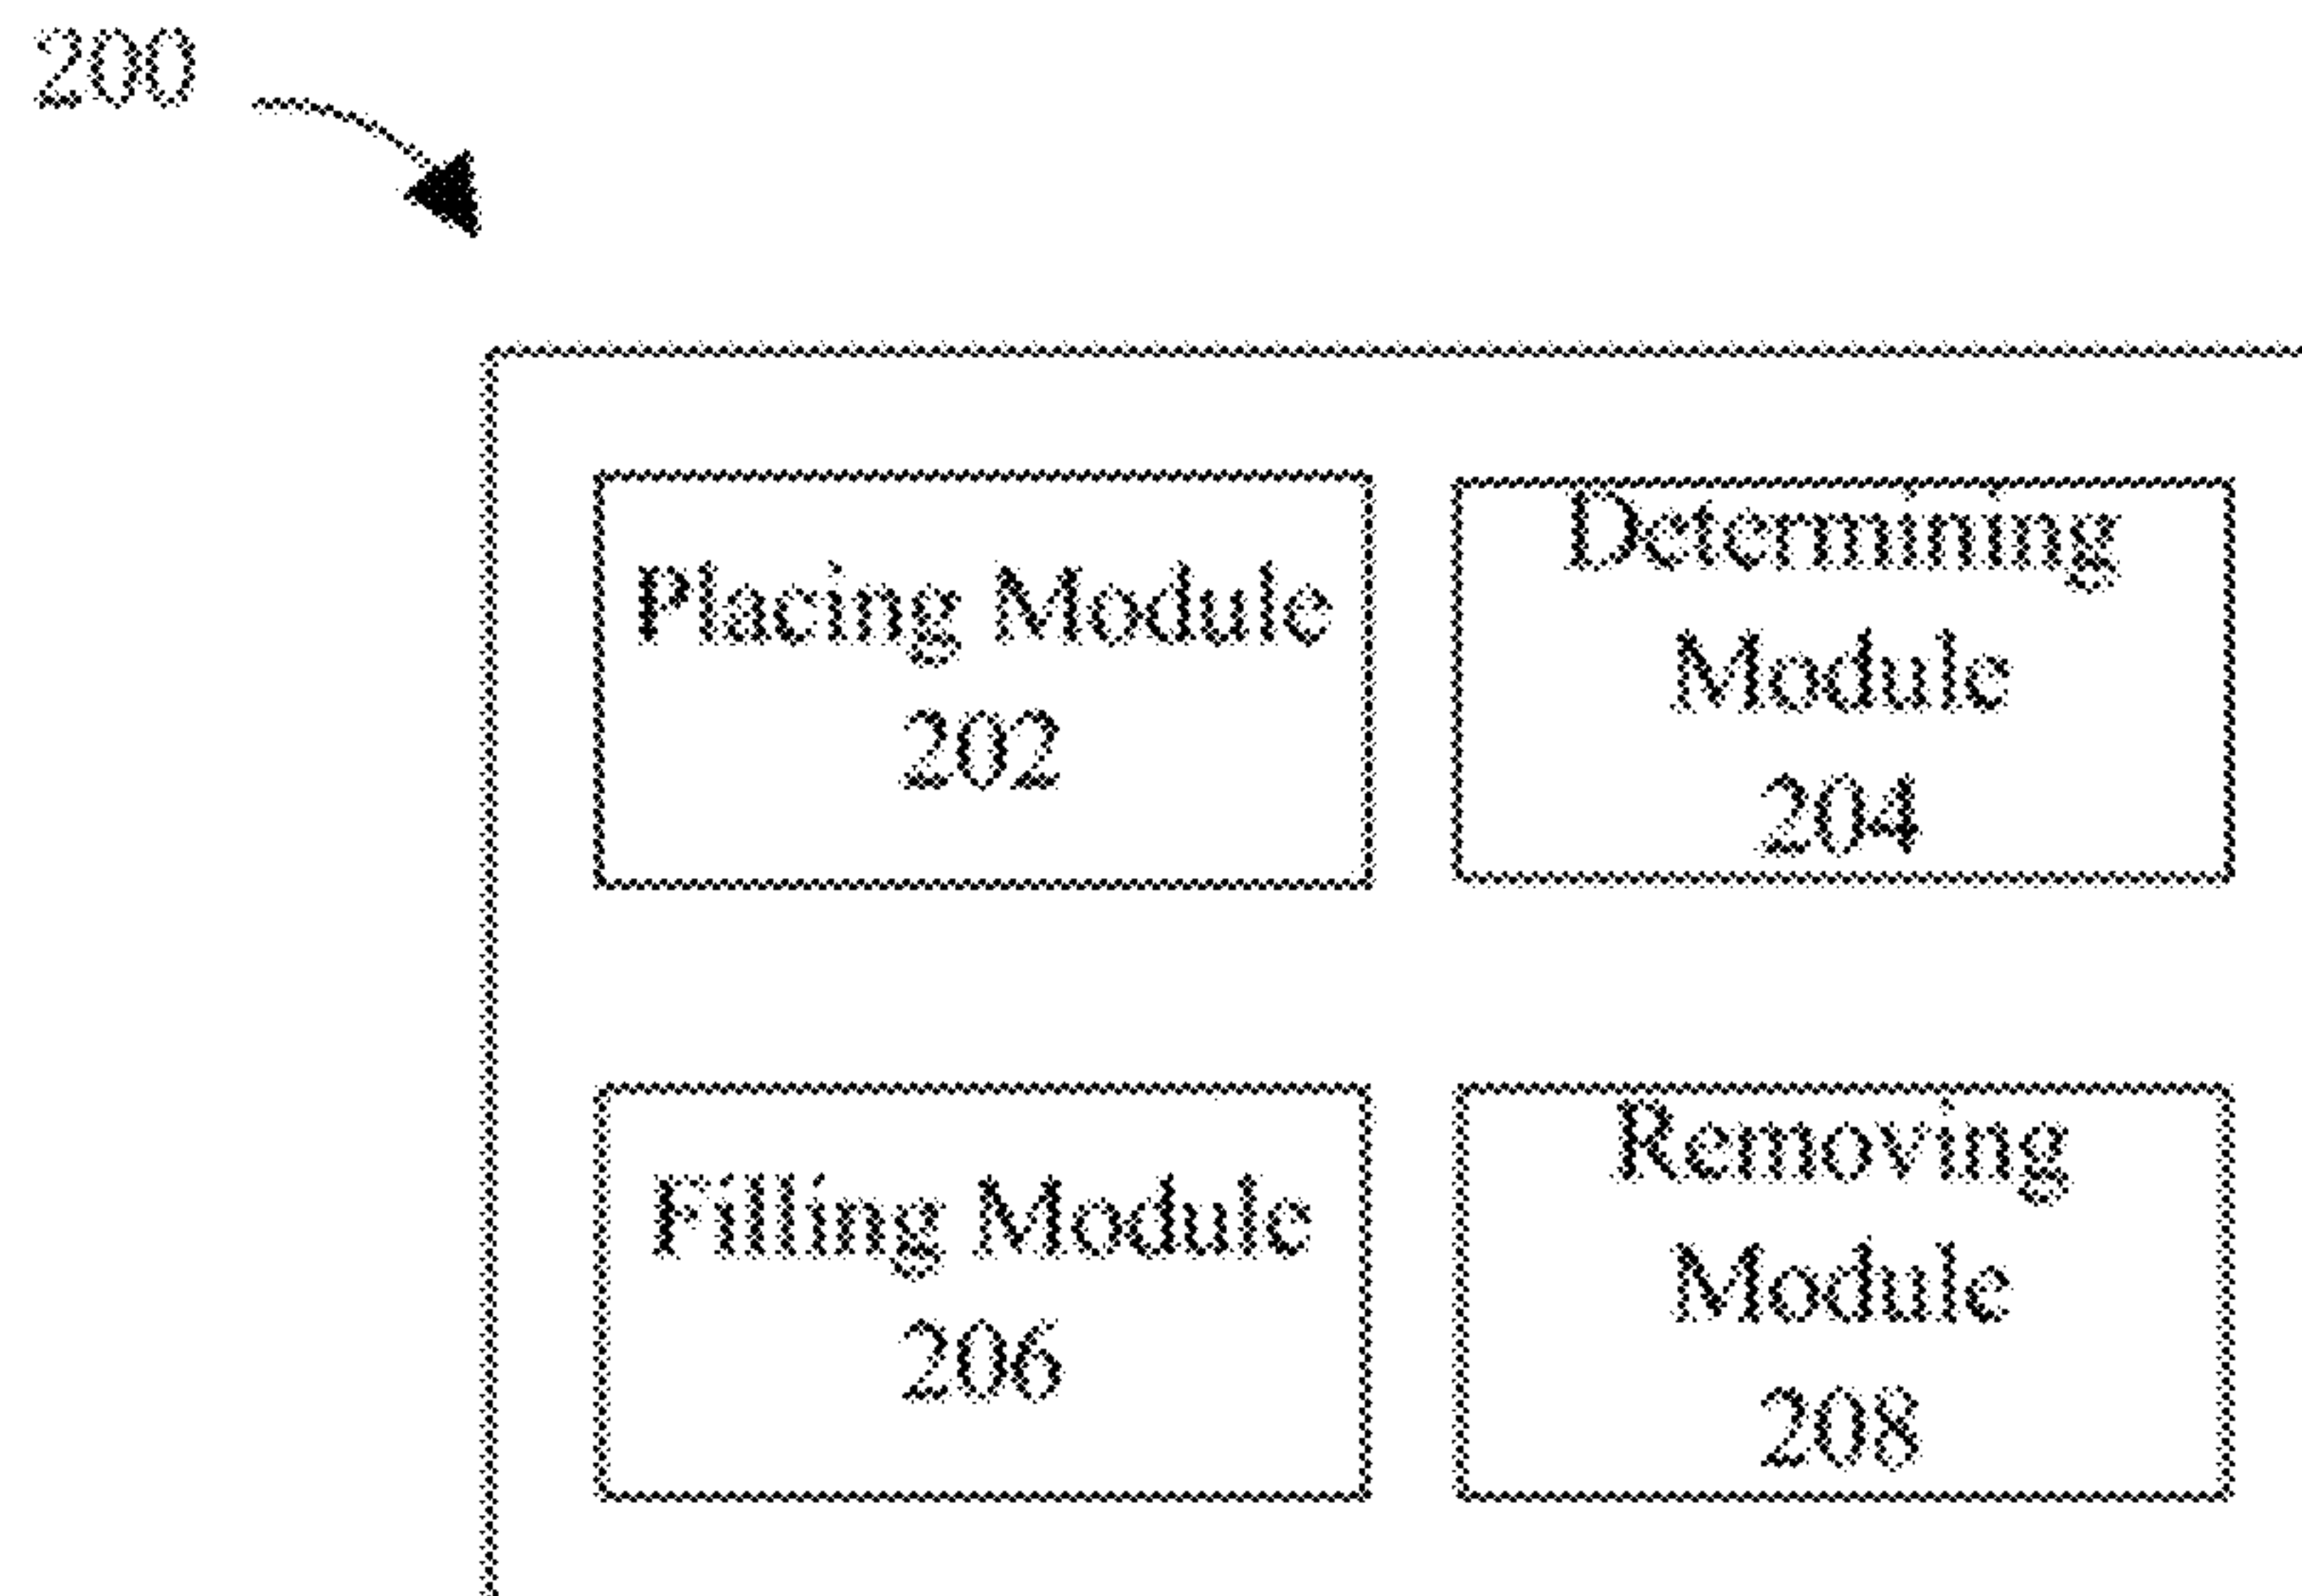 200
Placing Module
202
Determining
Module
204
Filling Module
206
Removing
Module
208